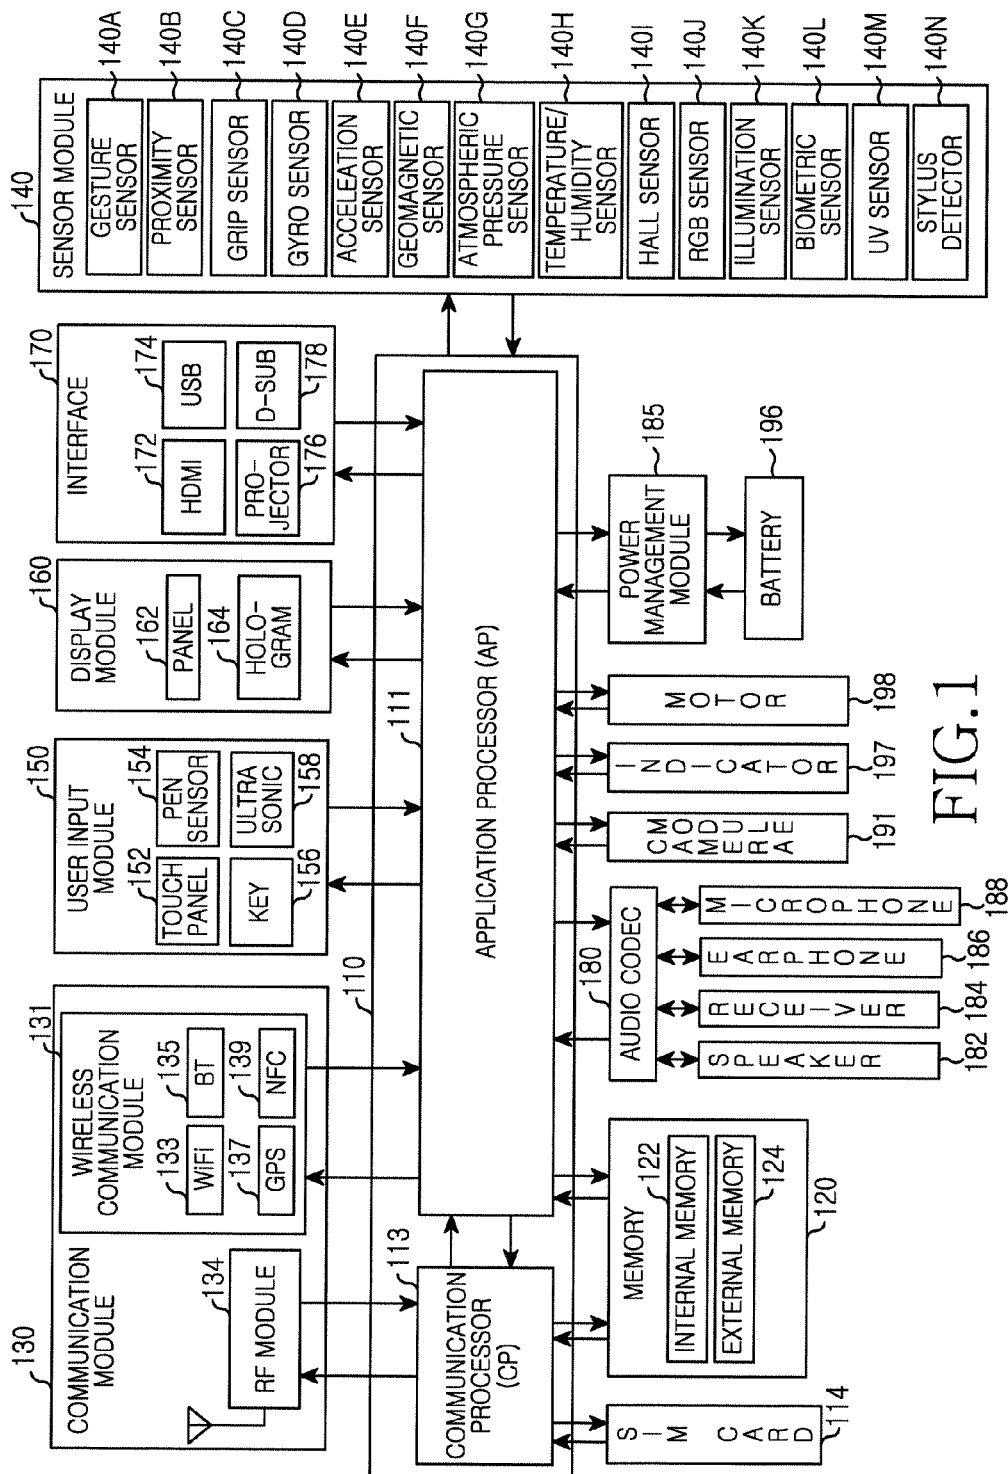 130
COMMUNICATION
MODULE
131
WIRELESS
COMMUNICATION
MODULE
133
WiFi
135
BT
137
GPS
139
NFC
134
RF MODULE
150
USER INPUT
MODULE
152
TOUCH
PANEL
154
PEN
SENSOR
KEY
156
ULTRA
SONIC
158
160
DISPLAY
MODULE
162
PANEL
164
HOLO-
GRAM
170
INTERFACE
172
HDMI
174
USB
PRO-
JECTOR
176
D-SUB
178
140
SENSOR MODULE
GESTURE
SENSOR
140A
PROXIMITY
SENSOR
140B
GRIP SENSOR
140C
GYRO SENSOR
140D
ACCELEATION
SENSOR
140E
GEOMAGNETIC
SENSOR
140F
ATMOSPHERIC
PRESSURE
SENSOR
140G
TEMPERATURE/
HUMIDITY
SENSOR
140H
HALL SENSOR
140I
RGB SENSOR
140J
ILLUMINATION
SENSOR
140K
BIOMETRIC
SENSOR
140L
UV SENSOR
140M
STYLUS
DETECTOR
140N
110
113
COMMUNICATION
PROCESSOR
(CP)
111
APPLICATION PROCESSOR (AP)
SIM CARD
114
MEMORY
122
INTERNAL MEMORY
EXTERNAL MEMORY
124
120
180
AUDIO CODEC
SPEAKER
182
RECEIVER
184
EARPHONE
186
MICROPHONE
188
CAMERA
MODULE
191
INDICATOR
197
MOTOR
198
POWER
MANAGEMENT
MODULE
185
BATTERY
196
FIG.1